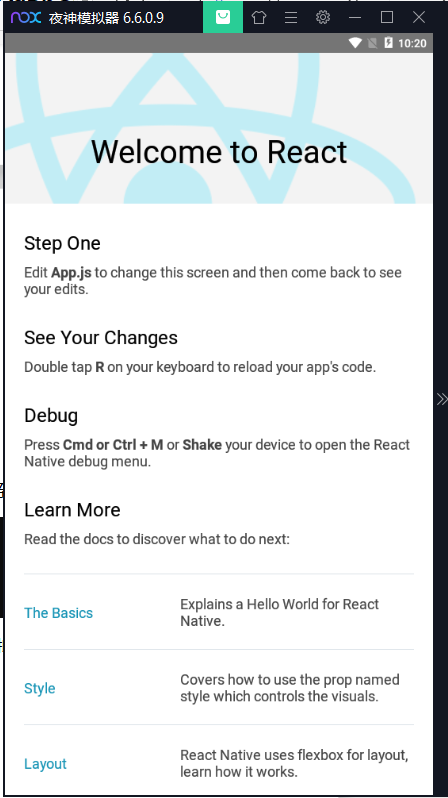 nox 夜神模拟器 6.6.0.9
10:20
Welcome to React
Step One
Edit App.js to change this screen and then come back to see
your edits.
See Your Changes
Double tap R on your keyboard to reload your app's code.
Debug
Press Cmd or Ctrl + M or Shake your device to open the React
Native debug menu.
Learn More
Read the docs to discover what to do next:
The Basics
Explains a Hello World for React
Native.
Style
Covers how to use the prop named
style which controls the visuals.
Layout
React Native uses flexbox for layout,
learn how it works.